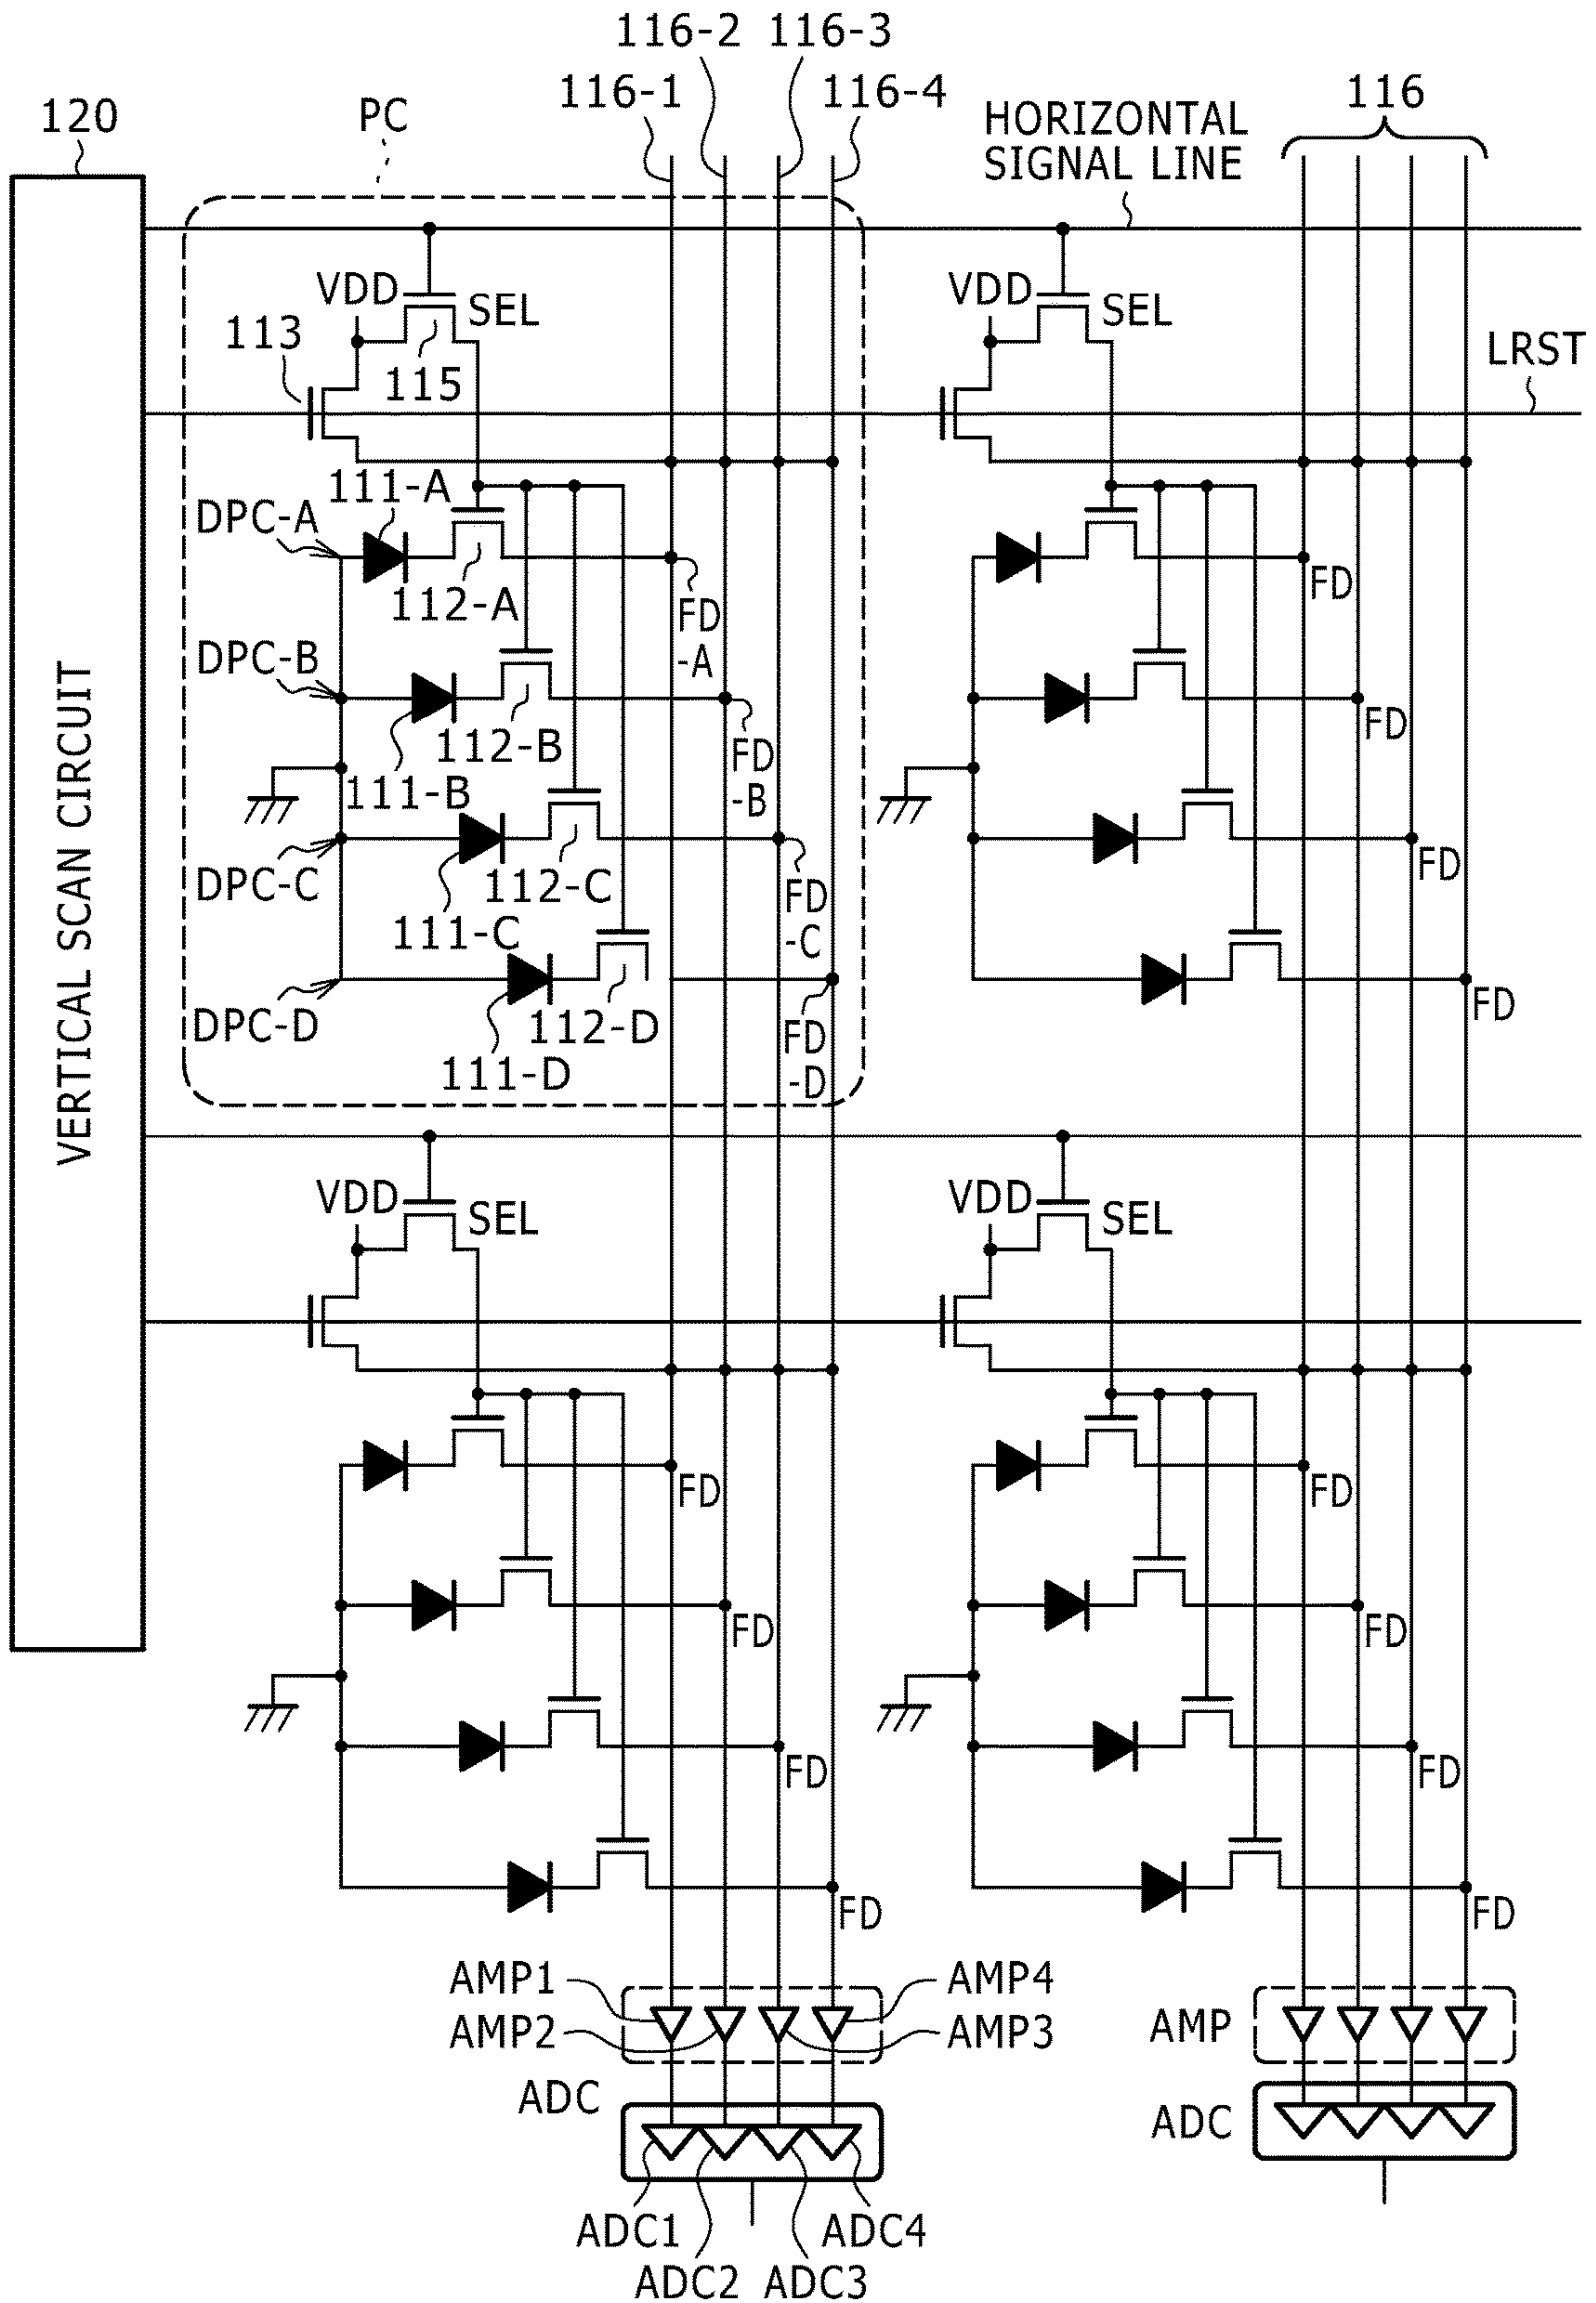 116-2 116-3
116-1 116-4
120
PC
HORIZONTAL
SIGNAL LINE
116
VDD
SEL
VDD
SEL
113
115
LRST
111-A
DPC-A
112-A
FD
-A
FD
DPC-B
112-B
111-B
FD
-B
FD
DPC-C
112-C
111-C
FD
-C
FD
DPC-D
112-D
111-D
FD
-D
FD
VERTICAL SCAN CIRCUIT
VDD
SEL
VDD
SEL
FD
FD
FD
FD
FD
FD
FD
FD
AMP1
AMP4
AMP2
AMP3
AMP
ADC
ADC
ADC1
ADC4
ADC2 ADC3